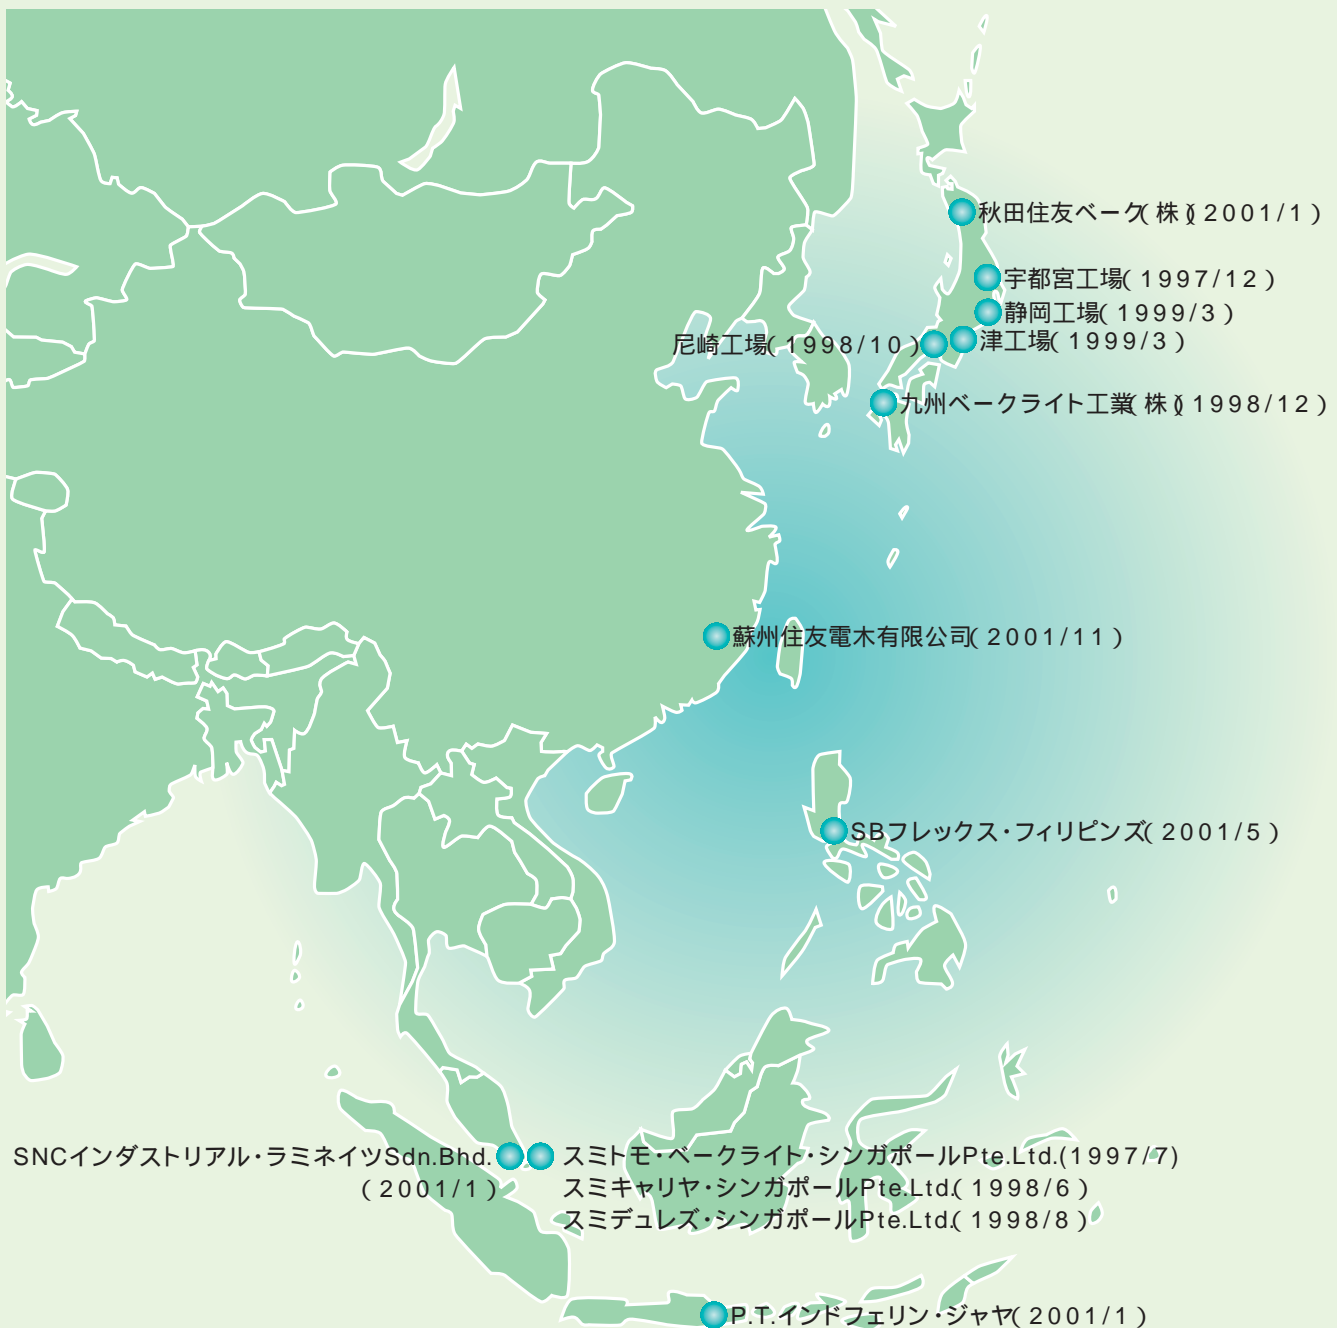 秋田住友ベーク(株)(2001/1)
宇都宮工場(1997/12)
静岡工場(1999/3)
津工場(1999/3)
尼崎工場(1998/10)
九州ベークライト工業(株)(1998/12)
蘇州住友電木有限公司(2001/11)
SBフレックス・フィリピンズ(2001/5)
SNCインダストリアル・ラミネイツSdn.Bhd.
(2001/1)
スミトモ・ベークライト・シンガポールPte.Ltd.(1997/7)
スミキャリヤ・シンガポールPte.Ltd.(1998/6)
スミデュレズ・シンガポールPte.Ltd.(1998/8)
P.T.インドフェリン・ジャヤ(2001/1)